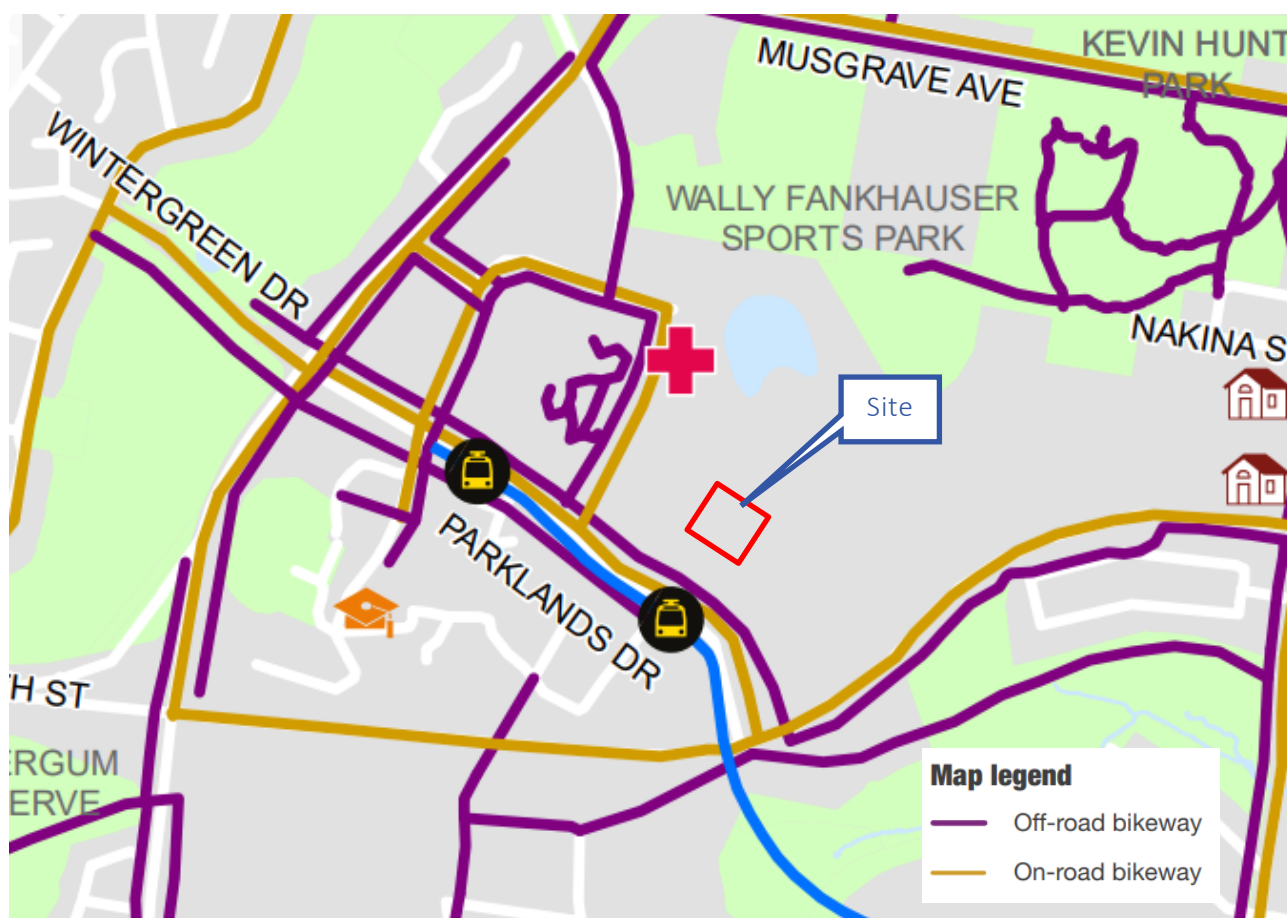 KEVIN HUNT
PARK
MUSGRAVE AVE
WINTERGREEN DR
WALLY FANKHAUSER
SPORTS PARK
NAKINA S
Site
PARKLANDS DR
TH ST
ERGUM
ERVE
Map legend
Off-road bikeway
On-road bikeway